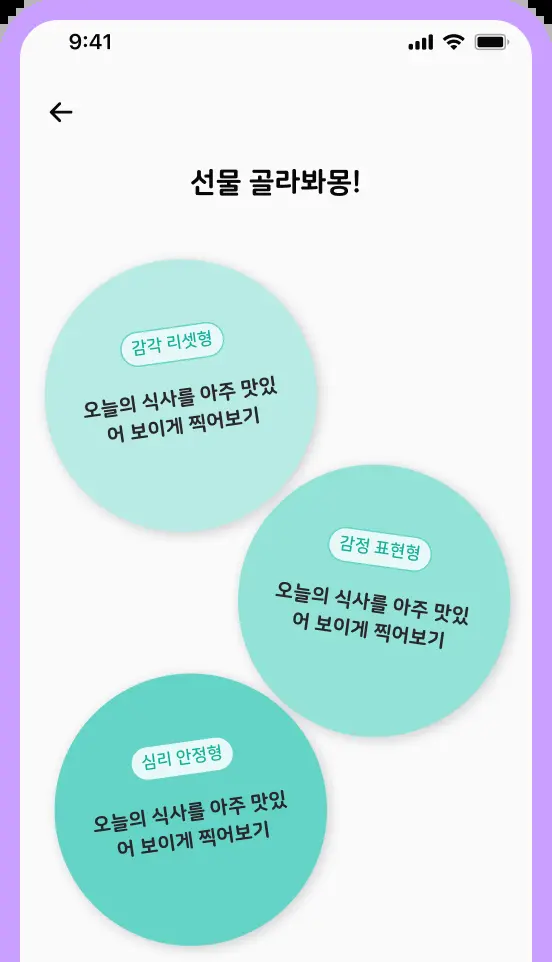 9:41
선물 골라봐몽!
감각 리셋형
오늘의 식사를 아주 맛있
어 보이게 찍어보기
감정 표현형
오늘의 식사를 아주 맛있
어 보이게 찍어보기
심리 안정형
오늘의 식사를 아주 맛있
어 보이게 찍어보기